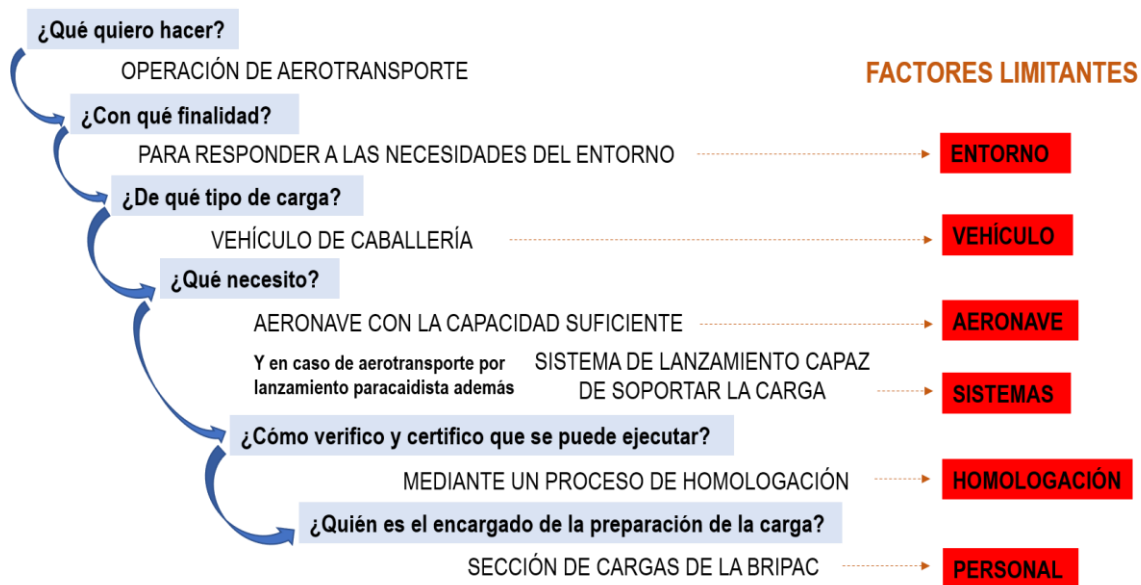 ¿Qué quiero hacer?
OPERACIÓN DE AEROTRANSPORTE
FACTORES LIMITANTES
¿Con qué finalidad?
PARA RESPONDER A LAS NECESIDADES DEL ENTORNO
ENTORNO
¿De qué tipo de carga?
VEHÍCULO DE CABALLERÍA
VEHÍCULO
¿Qué necesito?
AERONAVE CON LA CAPACIDAD SUFICIENTE
AERONAVE
Y en caso de aerotransporte por
lanzamiento paracaidista además
SISTEMA DE LANZAMIENTO CAPAZ
DE SOPORTAR LA CARGA
SISTEMAS
¿Cómo verifico y certifico que se puede ejecutar?
MEDIANTE UN PROCESO DE HOMOLOGACIÓN
HOMOLOGACIÓN
¿Quién es el encargado de la preparación de la carga?
SECCIÓN DE CARGAS DE LA BRIPAC
PERSONAL